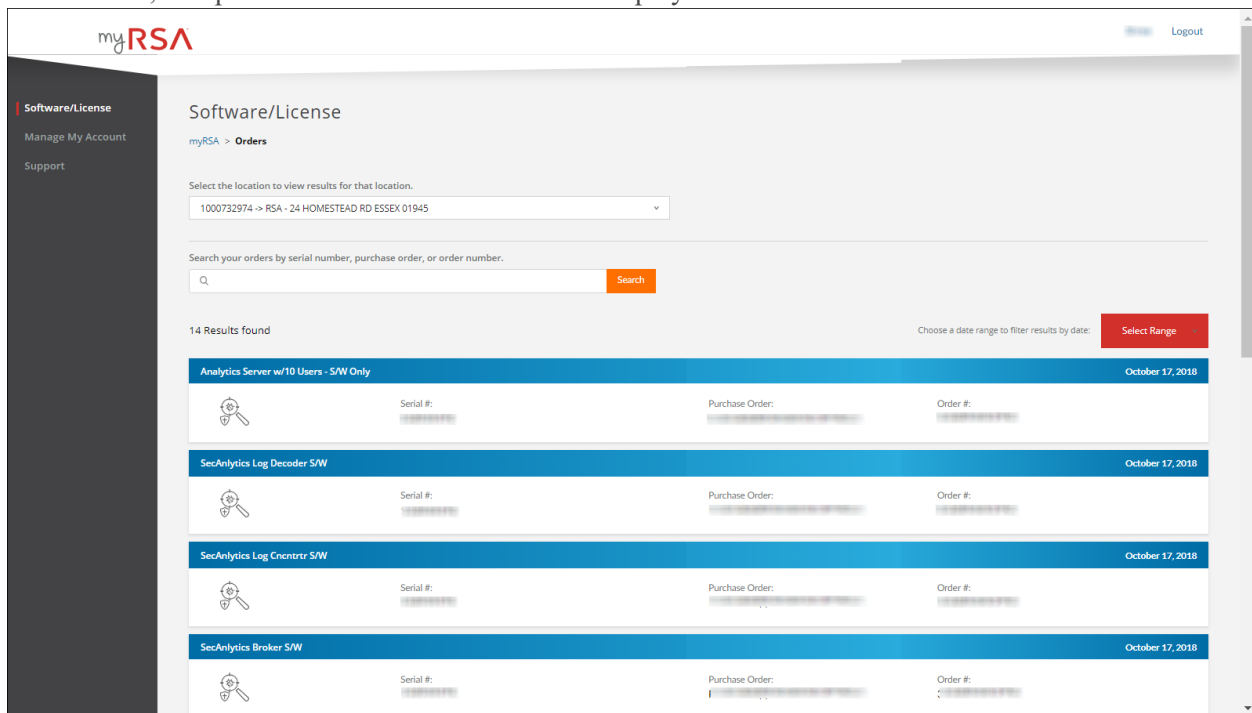 myRSA
Logout
Software/License
Manage My Account
Support
Software/License
myRSA > Orders
Select the location to view results for that location.
1000732974 -> RSA - 24 HOMESTEAD RD ESSEX 01945
Search your orders by serial number, purchase order, or order number.
Search
14 Results found
Choose a date range to filter results by date:
Select Range
Analytics Server w/10 Users - S/W Only
October 17, 2018
Serial #:
Purchase Order:
Order #:
SecAnlytics Log Decoder S/W
October 17, 2018
Serial #:
Purchase Order:
Order #:
SecAnlytics Log Cncntrtr S/W
October 17, 2018
Serial #:
Purchase Order:
Order #:
SecAnlytics Broker S/W
October 17, 2018
Serial #:
Purchase Order:
Order #: